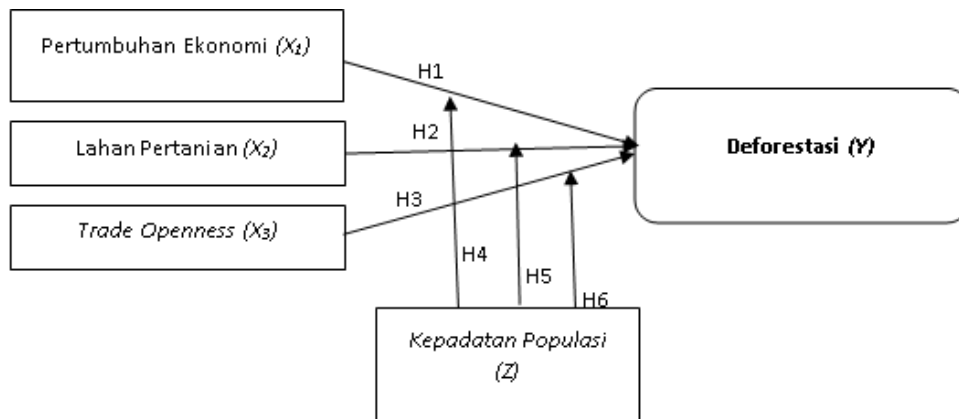 Pertumbuhan Ekonomi (X₁)
H1
Lahan Pertanian (X₂)
H2
Deforestasi (Y)
Trade Openness (X₃)
H3
H4
H5
H6
Kepadatan Populasi
(Z)